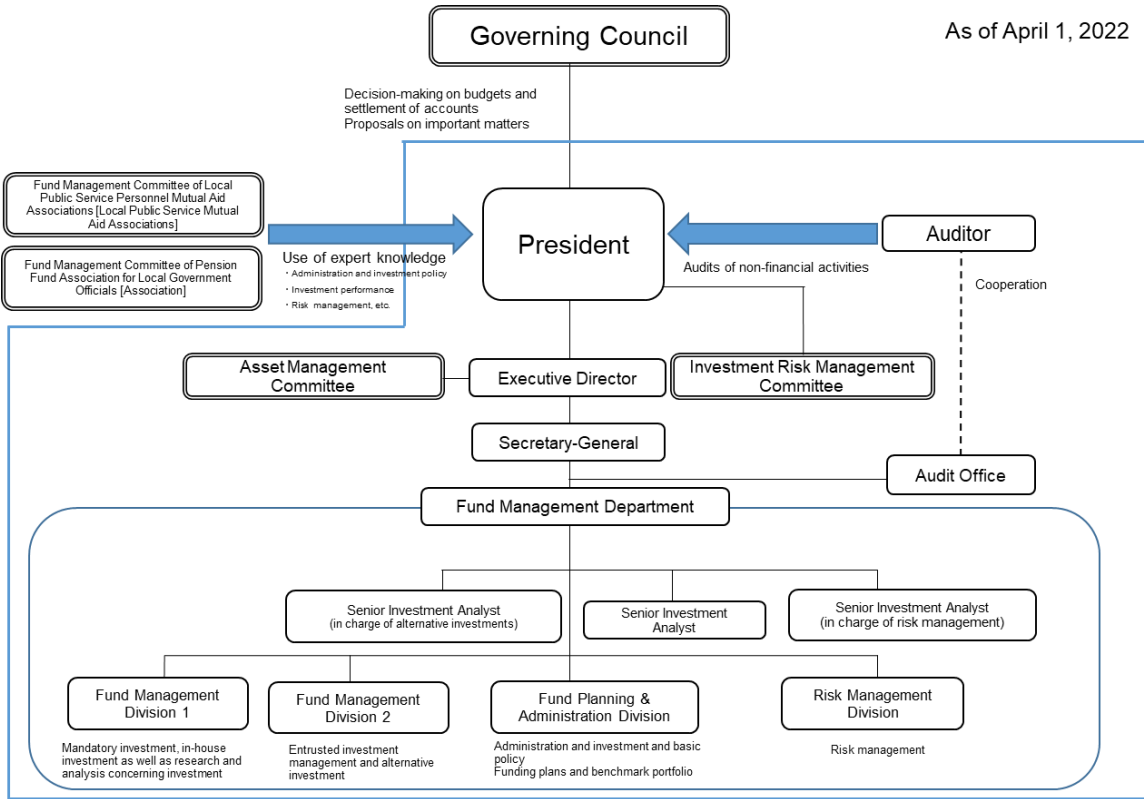 Governing Council
As of April 1, 2022
Decision-making on budgets and
settlement of accounts
Proposals on important matters
Fund Management Committee of Local
Public Service Personnel Mutual Aid
Associations [Local Public Service Mutual
Aid Associations]
Fund Management Committee of Pension
Fund Association for Local Government
Officials [Association]
Use of expert knowledge
・Administration and investment policy
・Investment performance
・Risk management, etc.
President
Auditor
Audits of non-financial activities
Cooperation
Asset Management
Committee
Executive Director
Investment Risk Management
Committee
Secretary-General
Audit Office
Fund Management Department
Senior Investment Analyst
(in charge of alternative investments)
Senior Investment
Analyst
Senior Investment Analyst
(in charge of risk management)
Fund Management
Division 1
Mandatory investment, in-house
investment as well as research and
analysis concerning investment
Fund Management
Division 2
Entrusted investment
management and alternative
investment
Fund Planning &
Administration Division
Administration and investment and basic
policy
Funding plans and benchmark portfolio
Risk Management
Division
Risk management